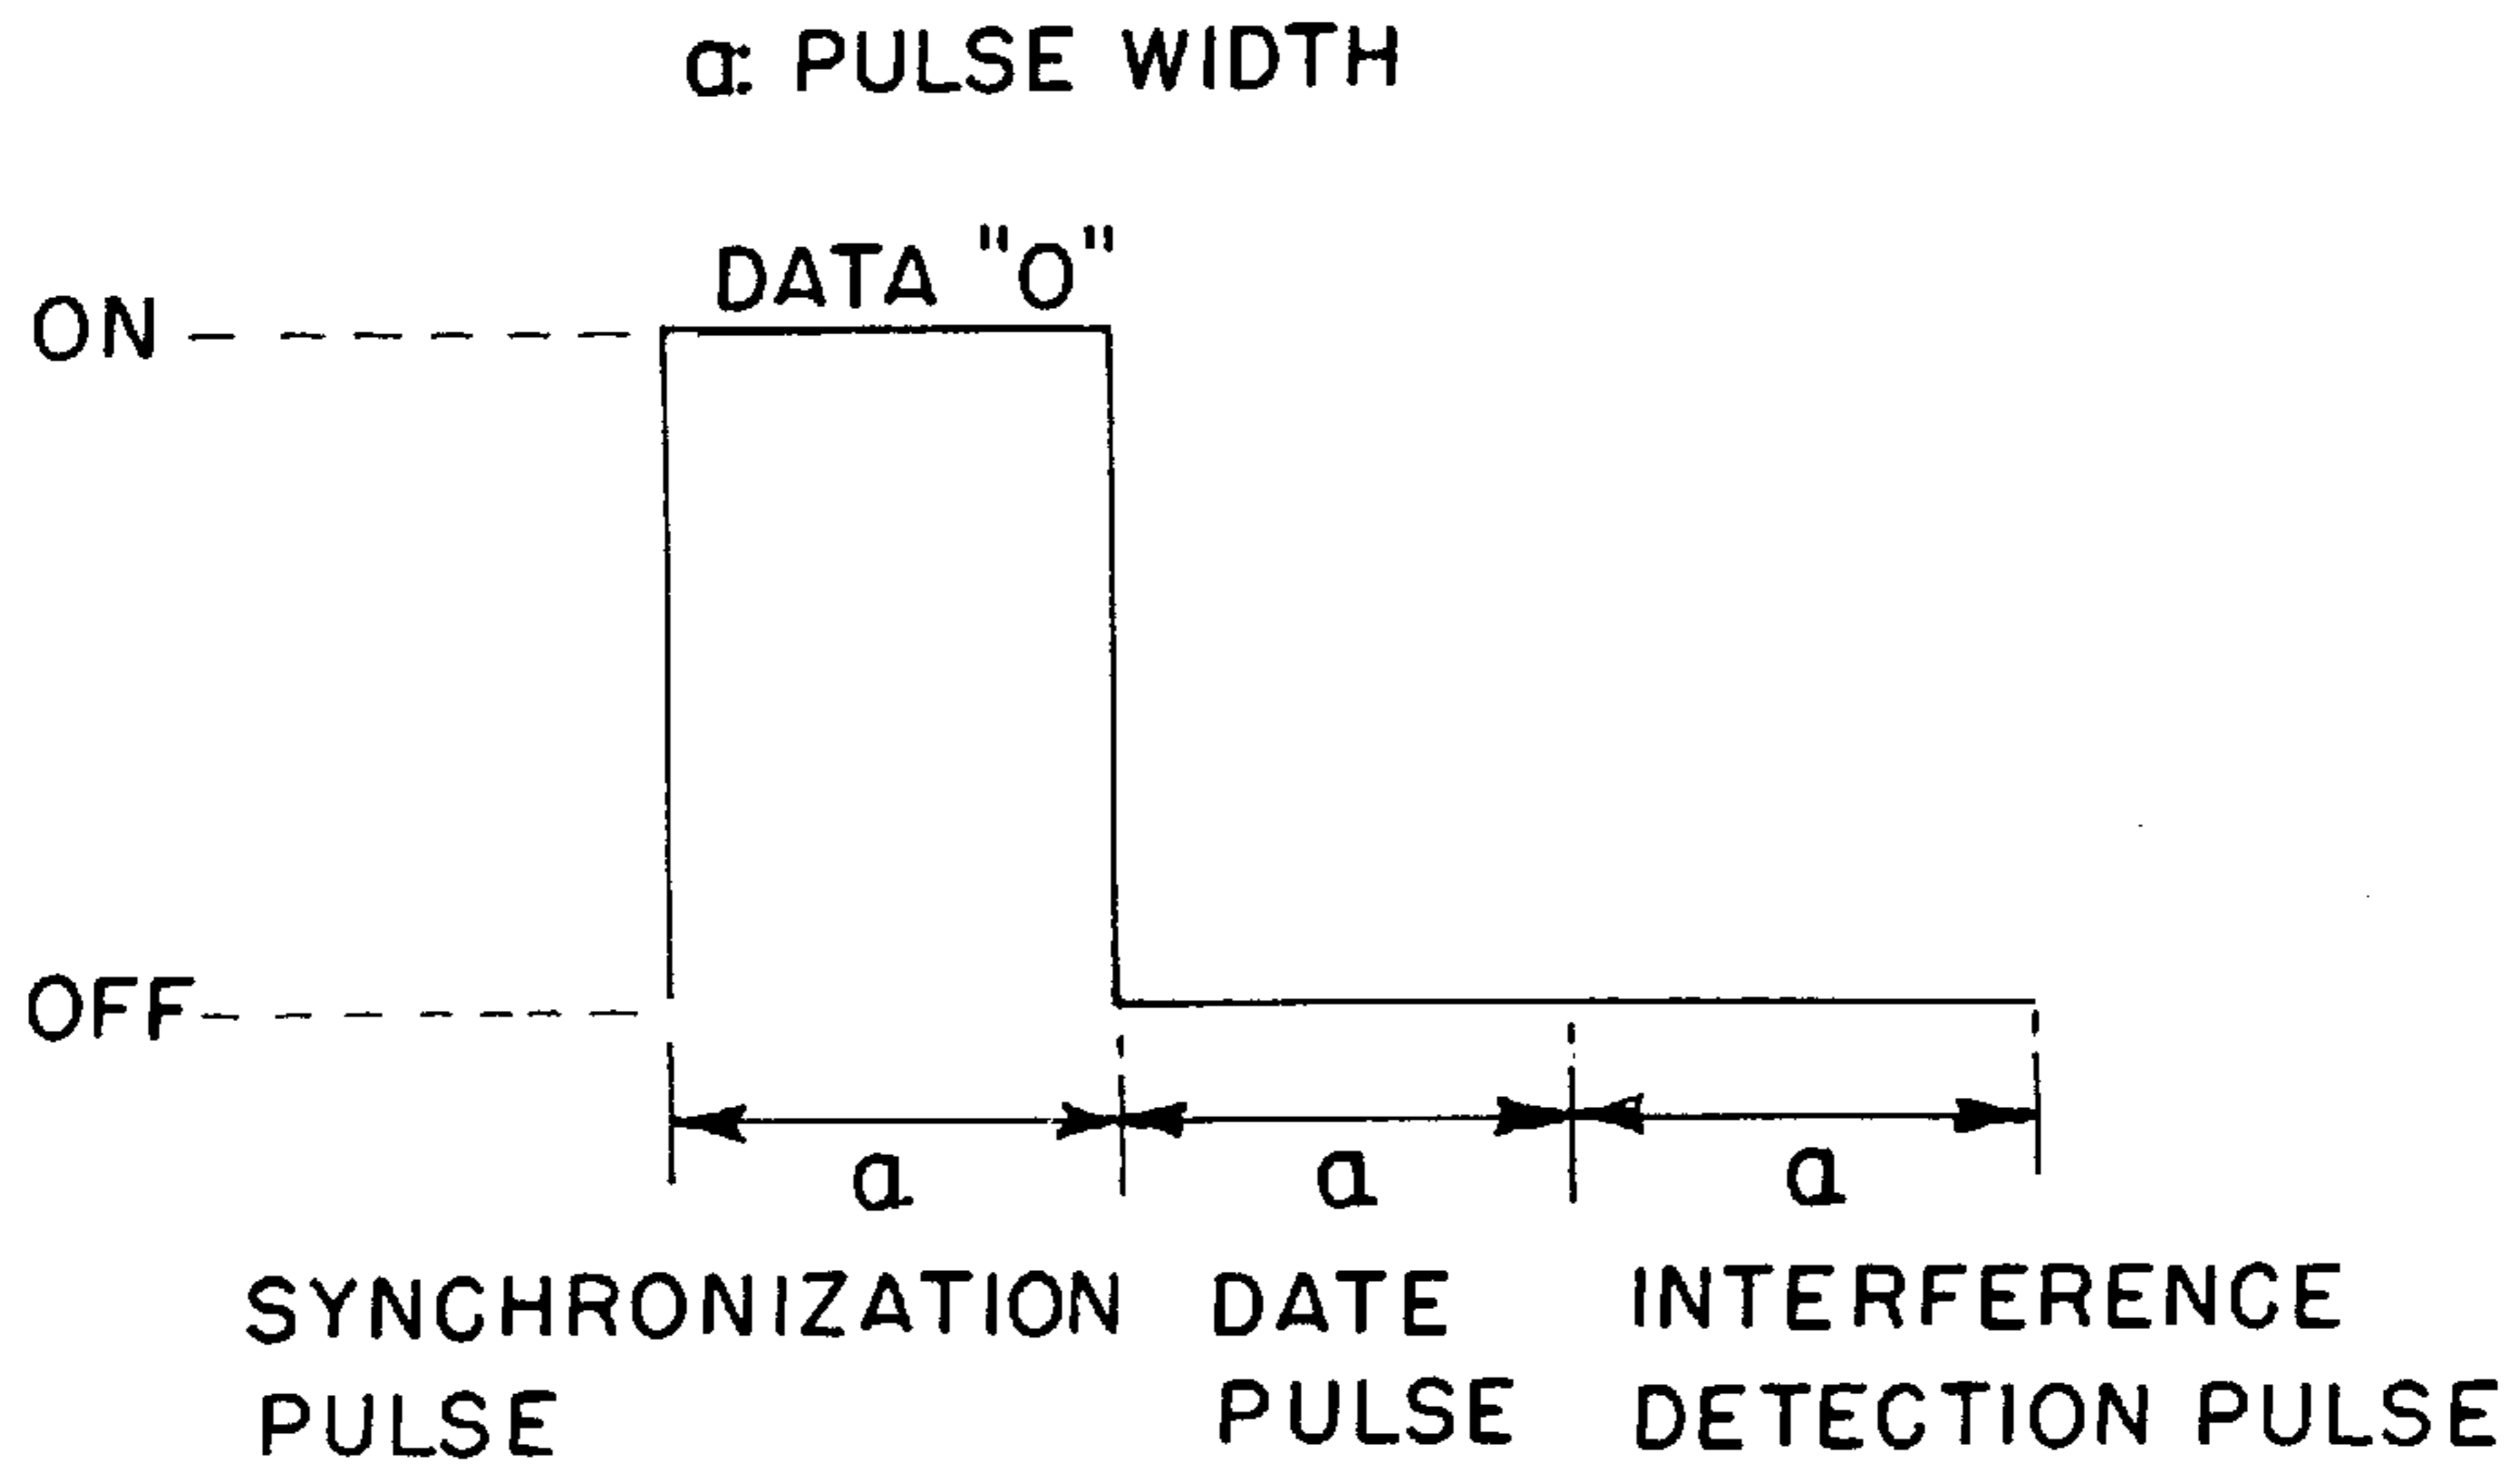 a: PULSE WIDTH
DATA "0"
ON
OFF
a a a
SYNCHRONIZATION DATE INTERFERENCE
PULSE PULSE DETECTION PULSE